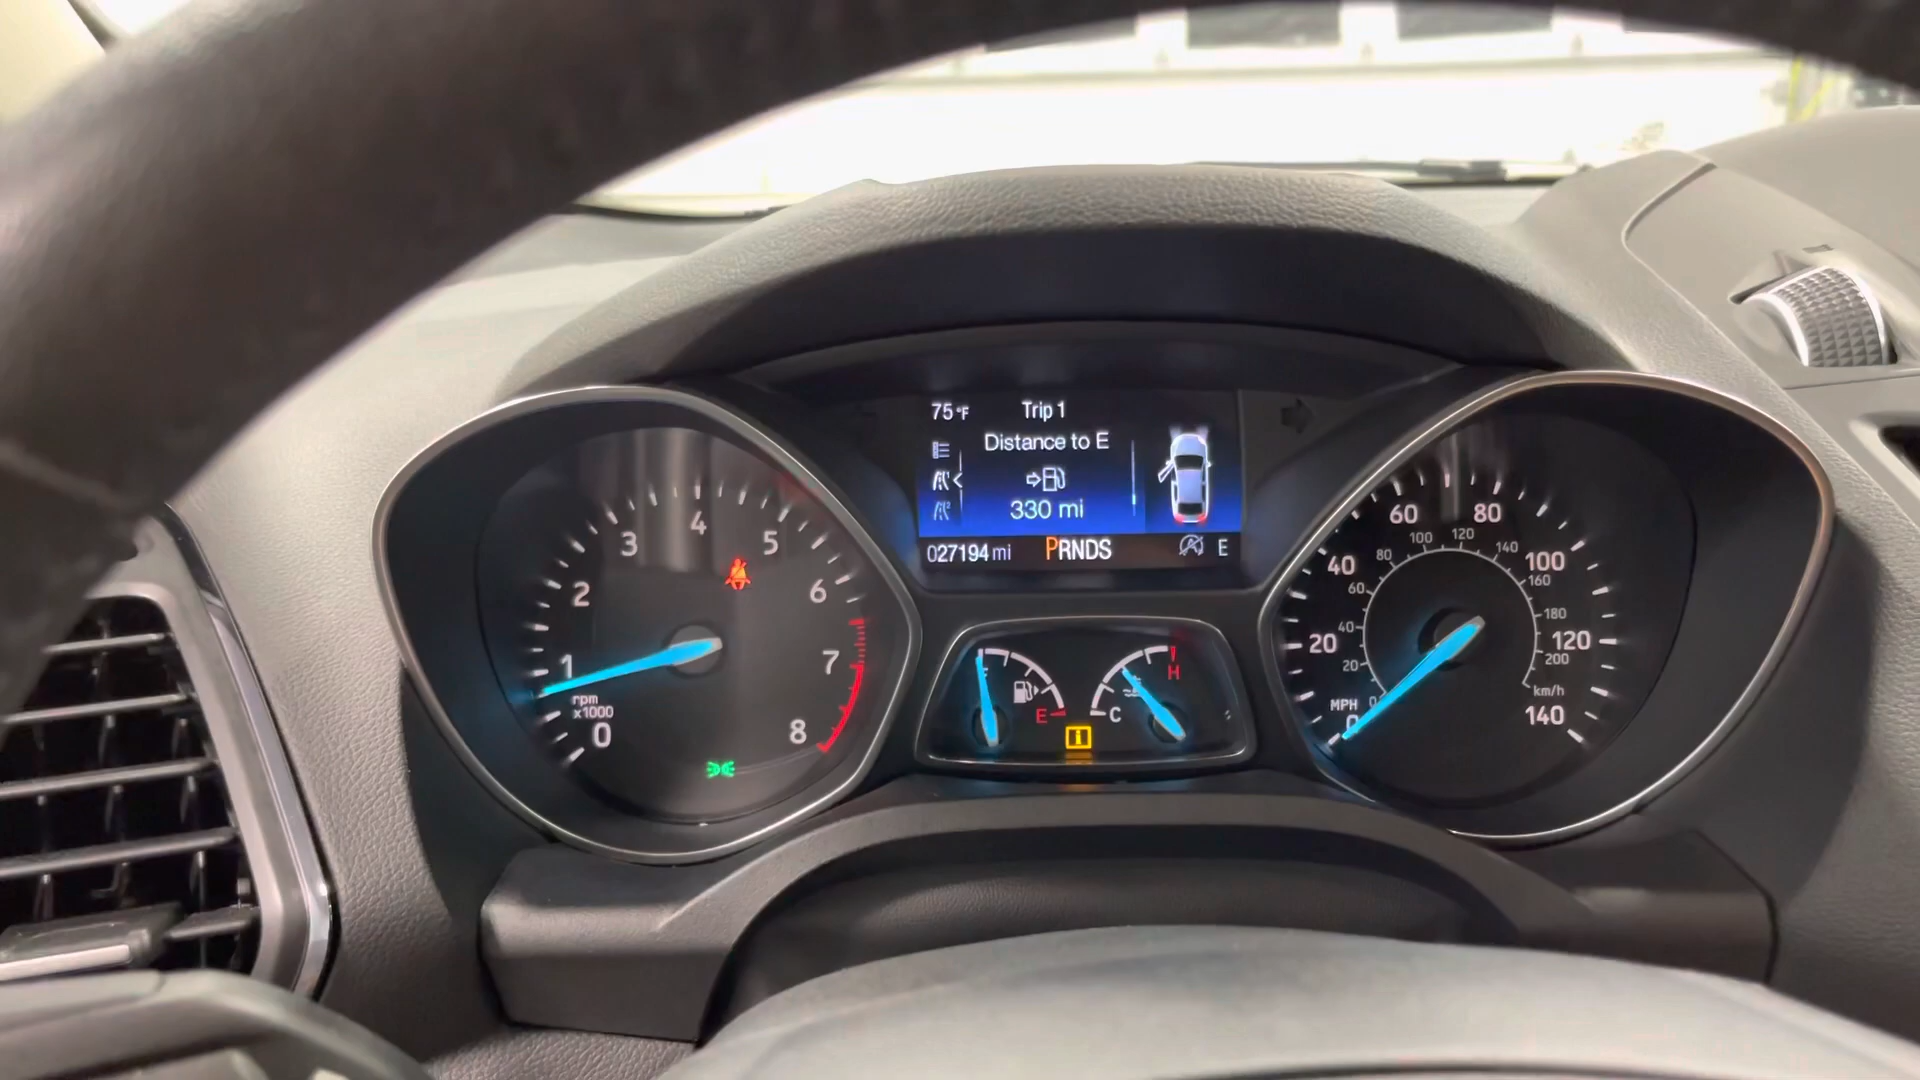 75°F Trip 1
Distance to E
330 mi
027194 mi PRNDS E
0 1 2 3 4 5 6 7 8
rpm
x1000
E
C H
i
0 20 40 60 80 100 120 140
MPH
0 20 40 60 80 100 120 140 160 180 200
km/h